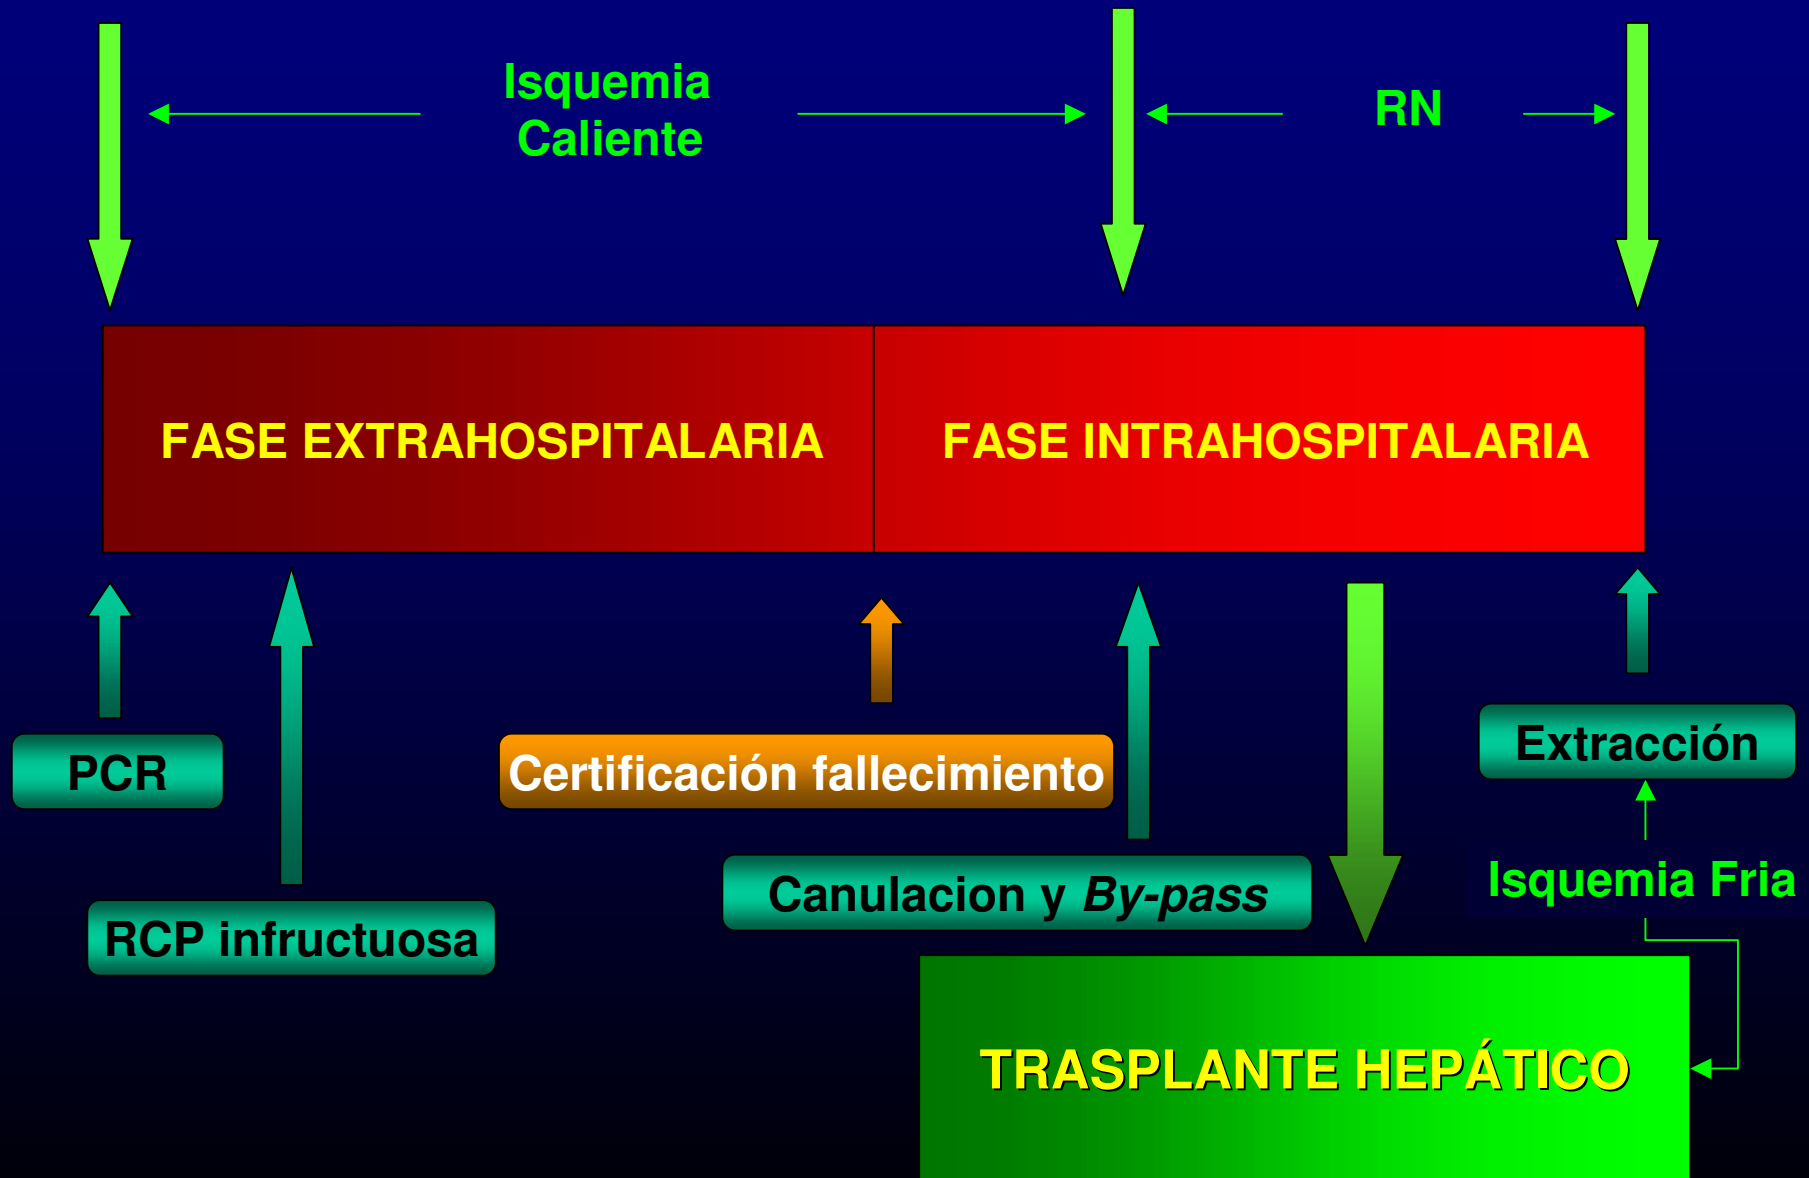 Isquemia
Caliente
RN
FASE EXTRAHOSPITALARIA
FASE INTRAHOSPITALARIA
PCR
Certificación fallecimiento
Extracción
RCP infructuosa
Canulacion y By-pass
Isquemia Fria
TRASPLANTE HEPÁTICO